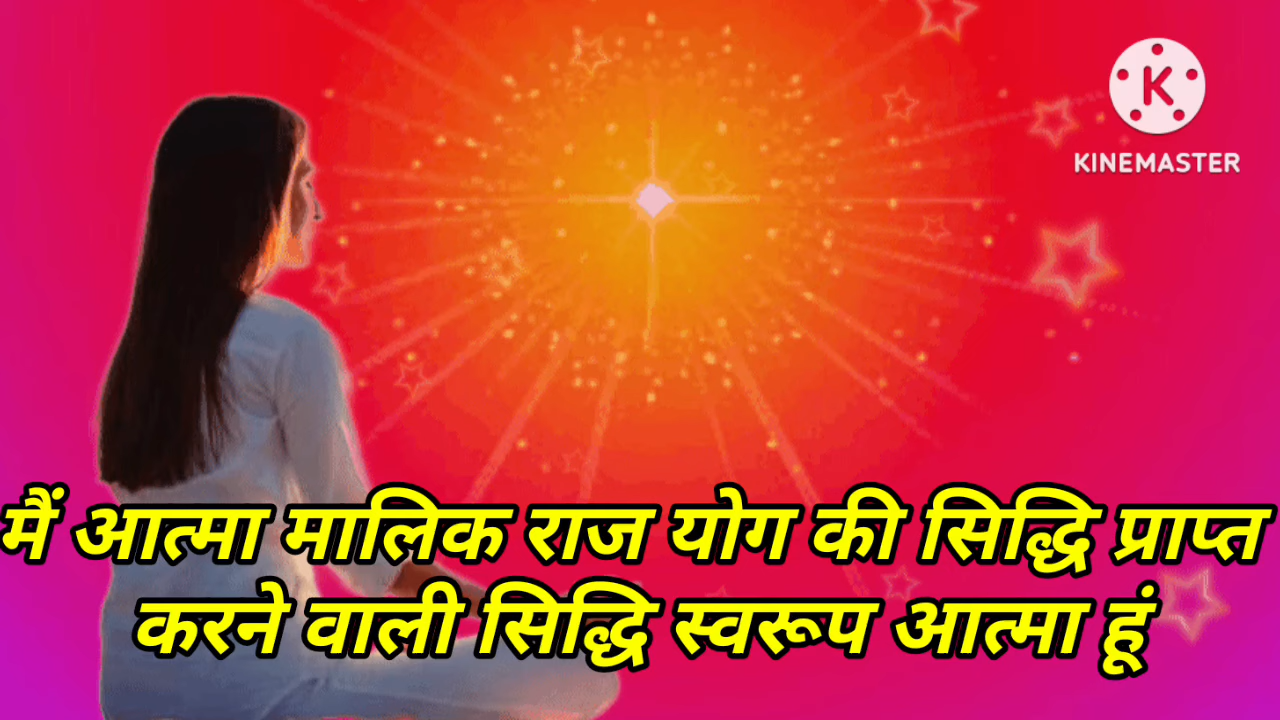 K
KINEMASTER
मैं आत्मा मालिक राज योग की सिद्धि प्राप्त
करने वाली सिद्धि स्वरूप आत्मा हूं